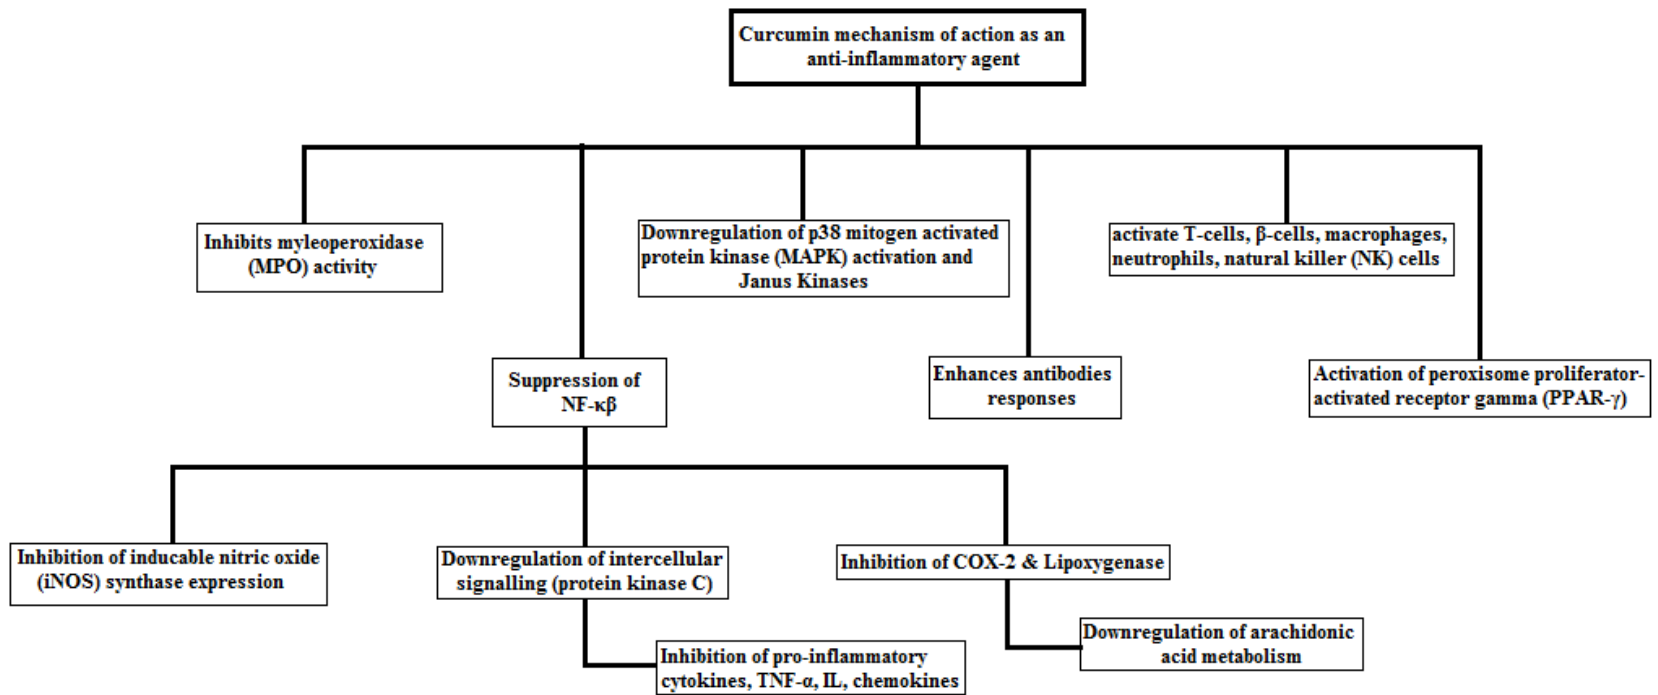 Curcumin mechanism of action as an
anti-inflammatory agent
Inhibits myleoperoxidase
(MPO) activity
Downregulation of p38 mitogen activated
protein kinase (MAPK) activation and
Janus Kinases
activate T-cells, β-cells, macrophages,
neutrophils, natural killer (NK) cells
Suppression of
NF-κβ
Enhances antibodies
responses
Activation of peroxisome proliferator-
activated receptor gamma (PPAR-γ)
Inhibition of inducable nitric oxide
(iNOS) synthase expression
Downregulation of intercellular
signalling (protein kinase C)
Inhibition of COX-2 & Lipoxygenase
Inhibition of pro-inflammatory
cytokines, TNF-α, IL, chemokines
Downregulation of arachidonic
acid metabolism